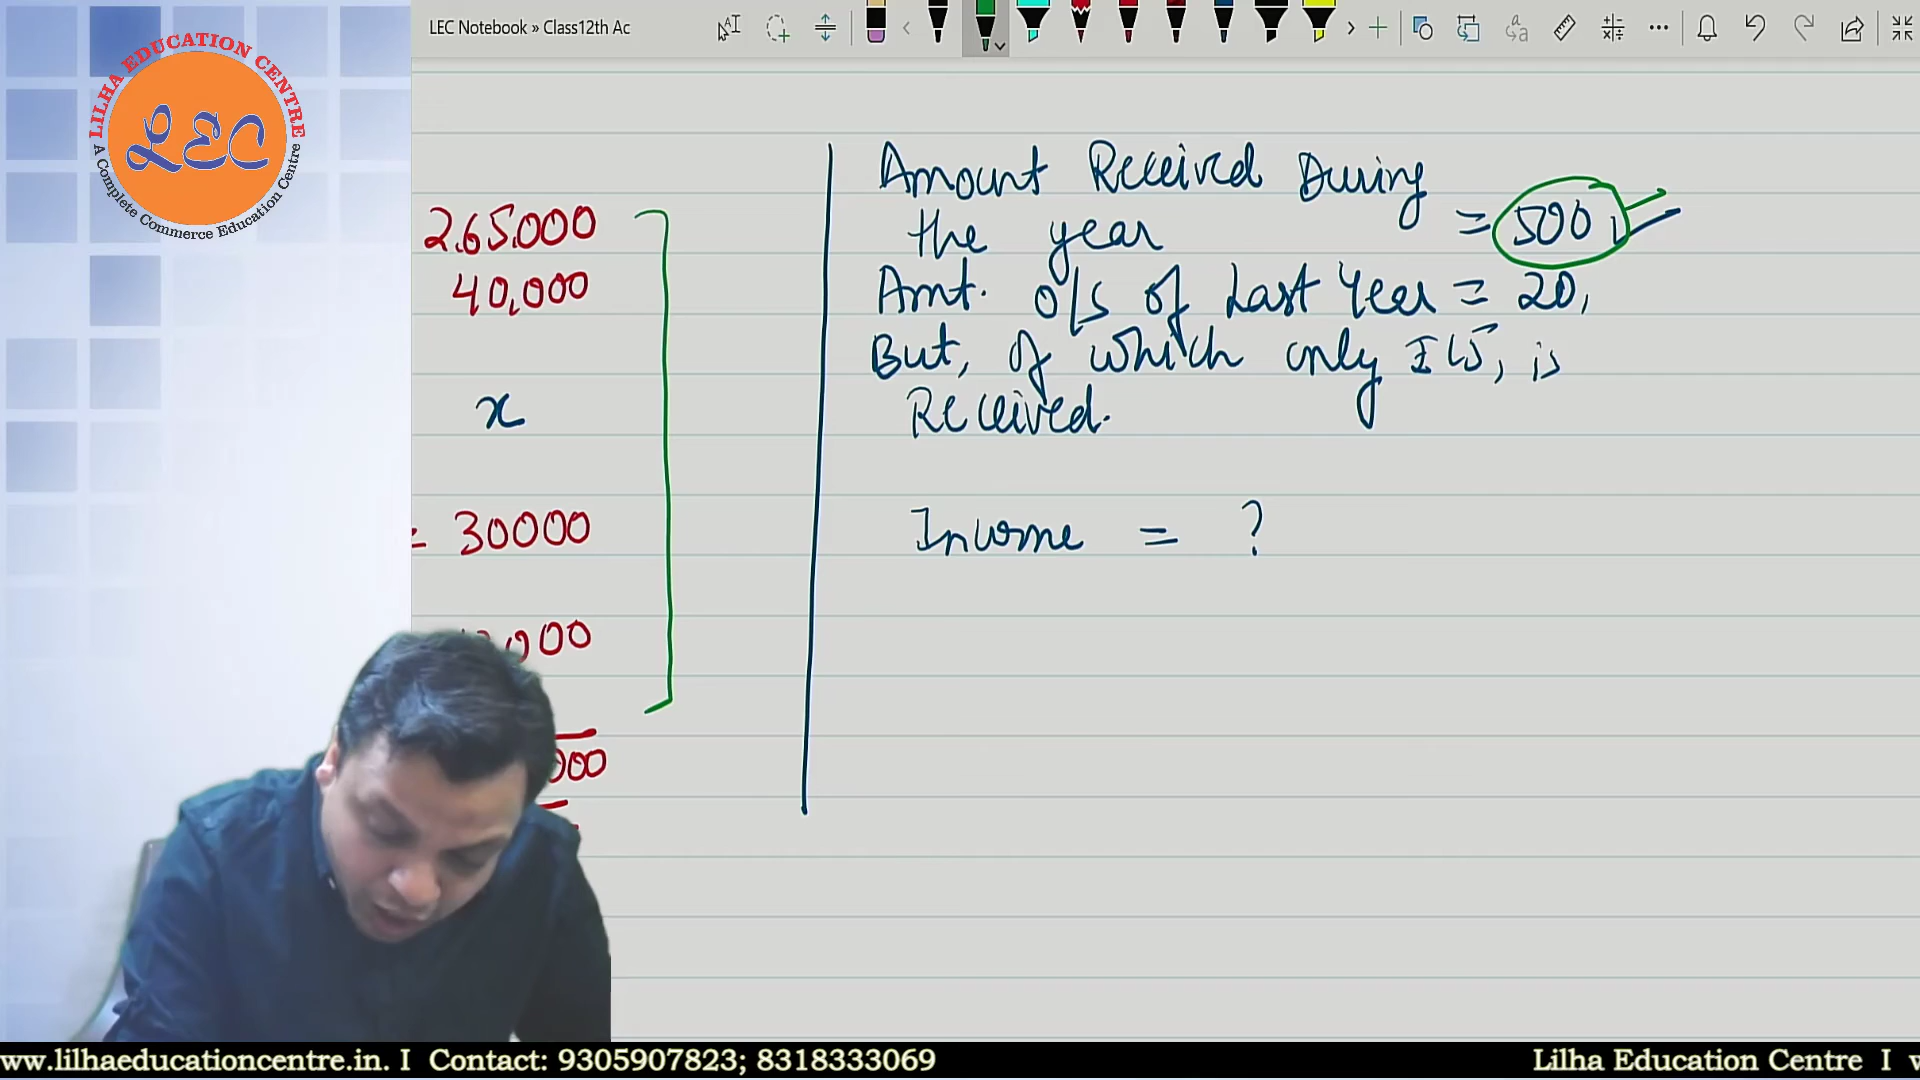 LEC Notebook » Class12th Ac
LILHA EDUCATION CENTRE
LEC
A Complete Commerce Education Centre
2,65,000
40,000
x
= 30000
000
000
Amount Received During
the year = 500
Amt. o/s of Last Year = 20,
But, of which only ₹15, is
Received.
Income = ?
www.lilhaeducationcentre.in. I Contact: 9305907823; 8318333069
Lilha Education Centre I